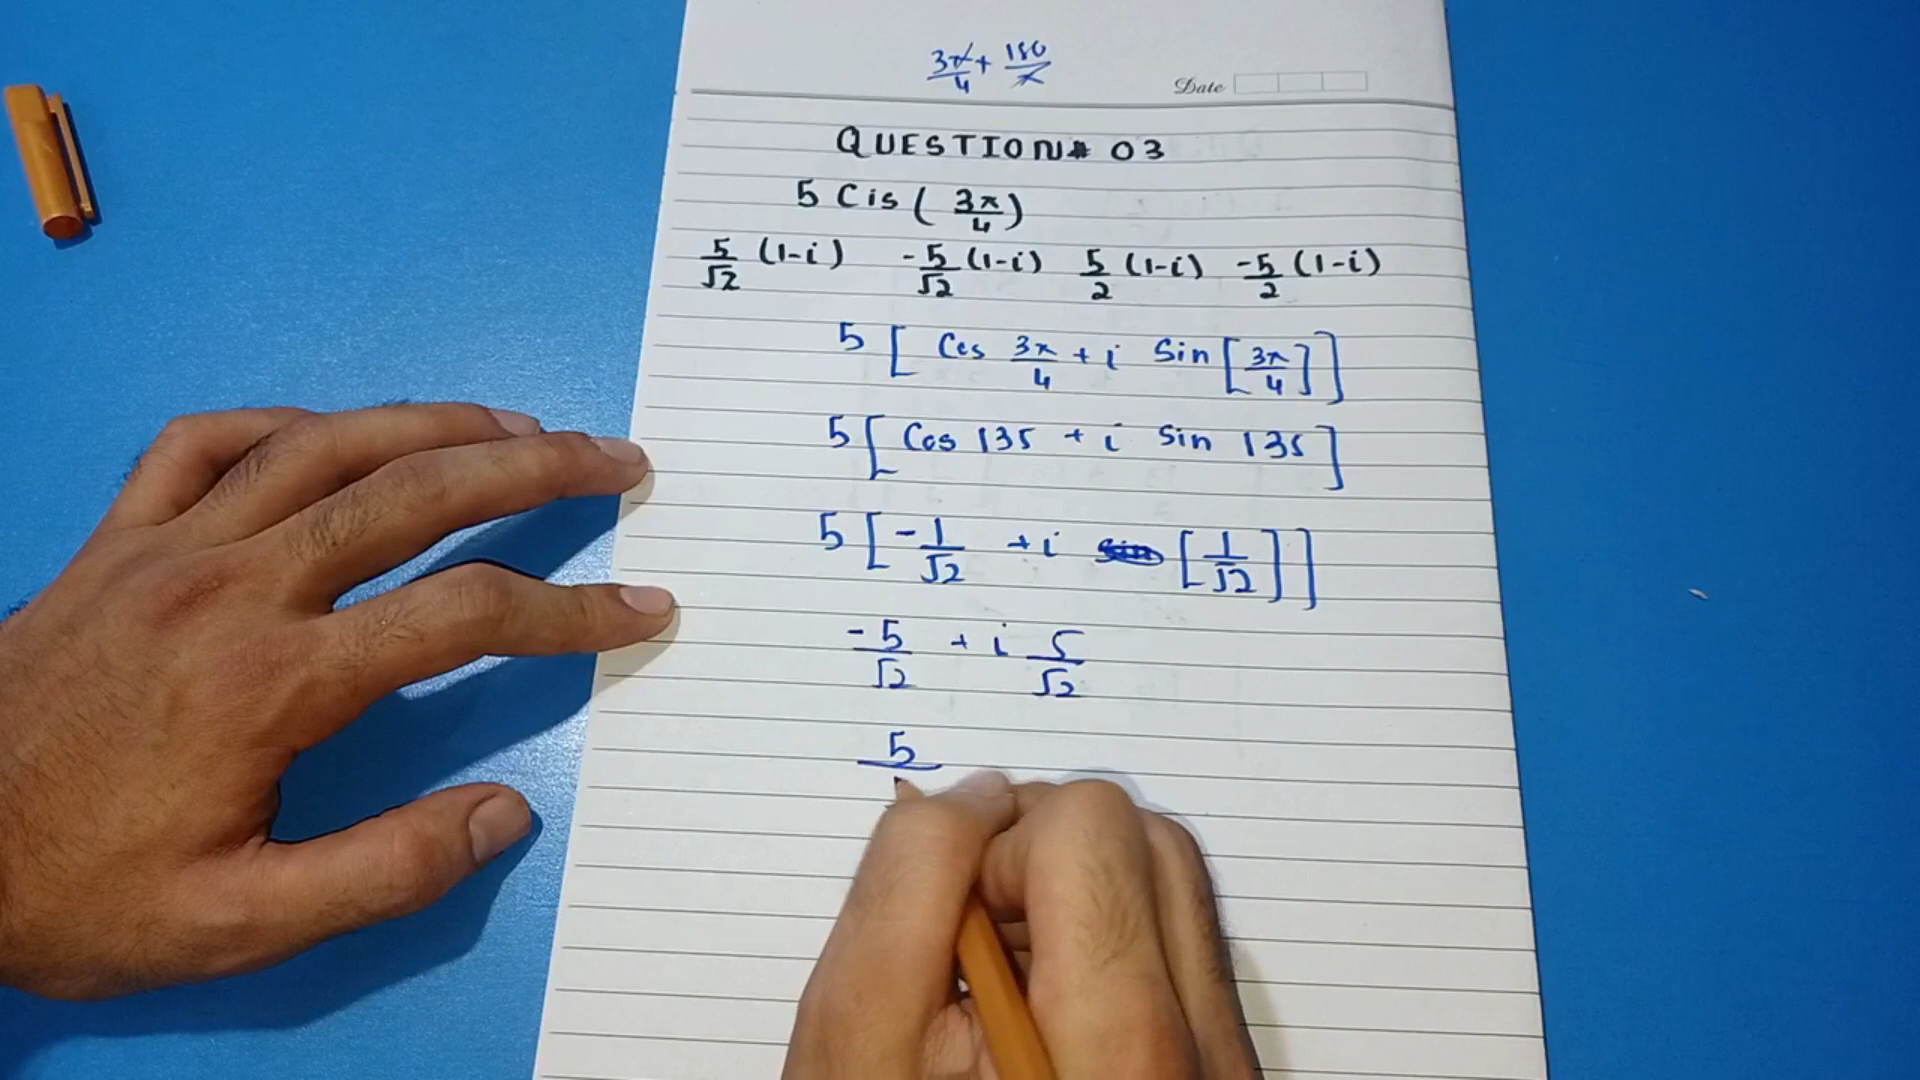 3π/4 + 180/π
Date
QUESTION# 03
5 Cis ( 3π/4 )
5/√2 (1-i) -5/√2 (1-i) 5/2 (1-i) -5/2 (1-i)
5 [ Cos 3π/4 + i Sin [ 3π/4 ] ]
5 [ Cos 135 + i Sin 135 ]
5 [ -1/√2 + i [ 1/√2 ] ]
-5/√2 + i 5/√2
5